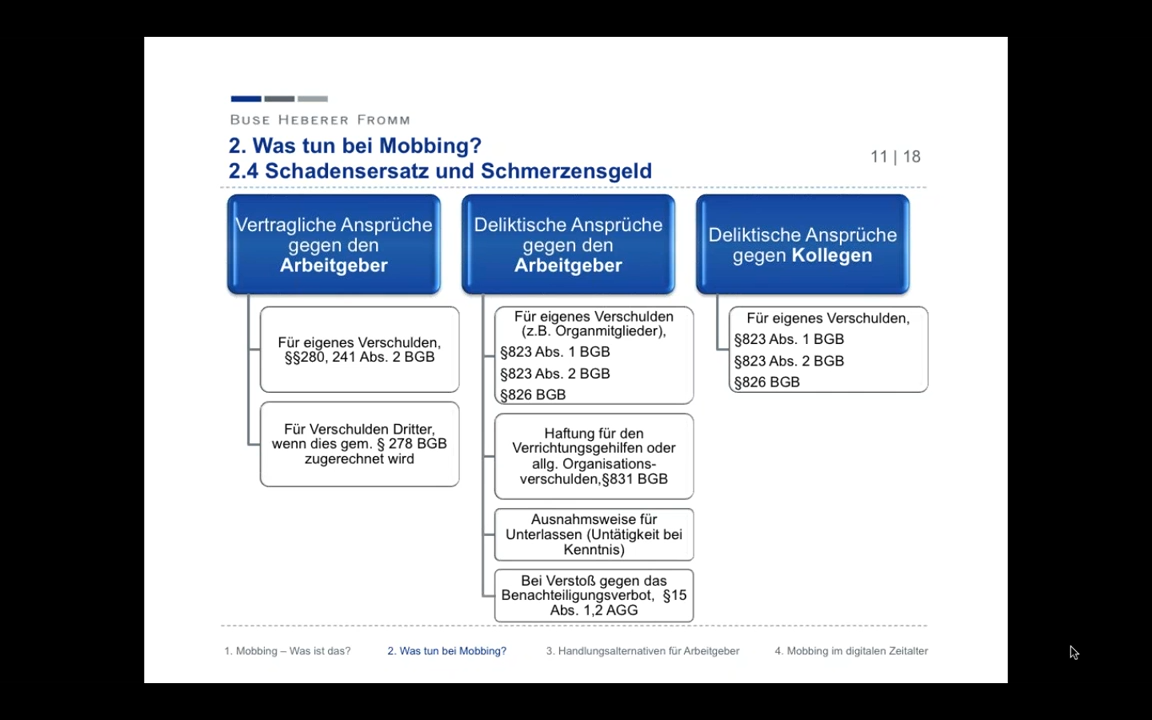 BUSE HEBERER FROMM
2. Was tun bei Mobbing?
2.4 Schadensersatz und Schmerzensgeld
11 | 18
Vertragliche Ansprüche
gegen den
Arbeitgeber
Für eigenes Verschulden,
§§280, 241 Abs. 2 BGB
Für Verschulden Dritter,
wenn dies gem. § 278 BGB
zugerechnet wird
Deliktische Ansprüche
gegen den
Arbeitgeber
Für eigenes Verschulden
(z.B. Organmitglieder),
§823 Abs. 1 BGB
§823 Abs. 2 BGB
§826 BGB
Haftung für den
Verrichtungsgehilfen oder
allg. Organisations-
verschulden,§831 BGB
Ausnahmsweise für
Unterlassen (Untätigkeit bei
Kenntnis)
Bei Verstoß gegen das
Benachteiligungsverbot, §15
Abs. 1,2 AGG
Deliktische Ansprüche
gegen Kollegen
Für eigenes Verschulden,
§823 Abs. 1 BGB
§823 Abs. 2 BGB
§826 BGB
1. Mobbing – Was ist das?
2. Was tun bei Mobbing?
3. Handlungsalternativen für Arbeitgeber
4. Mobbing im digitalen Zeitalter